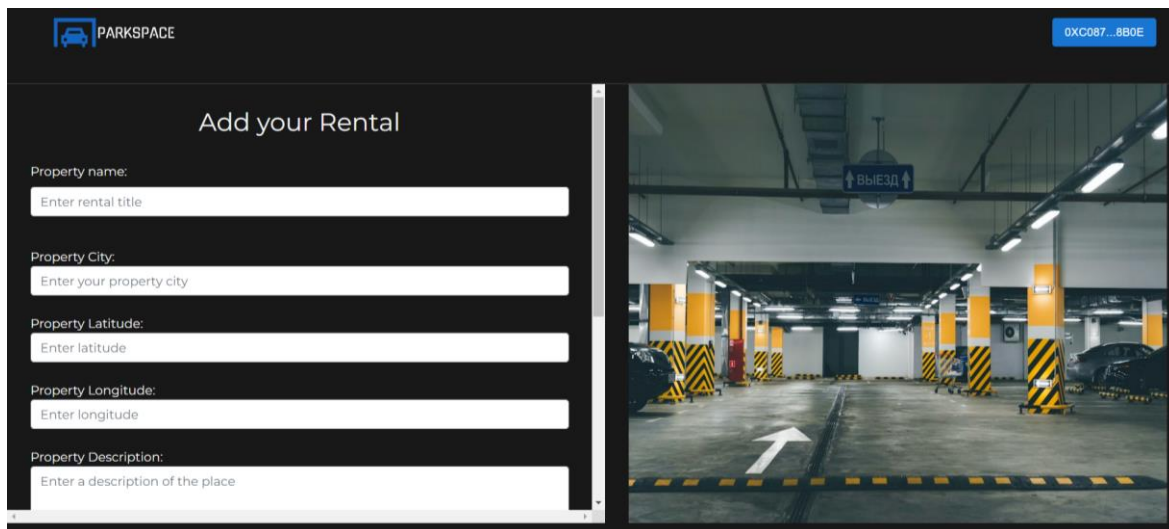 PARKSPACE
0XC087...8B0E
Add your Rental
Property name:
Enter rental title
Property City:
Enter your property city
Property Latitude:
Enter latitude
Property Longitude:
Enter longitude
Property Description:
Enter a description of the place
ВЫЕЗД